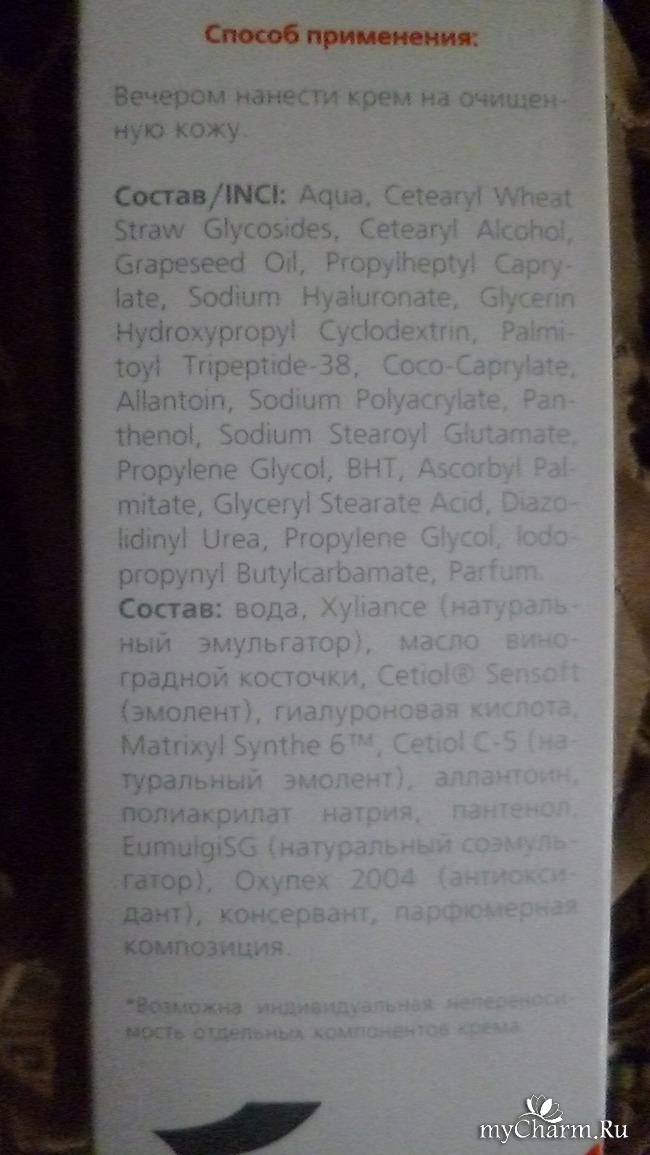 Способ применения:
Вечером нанести крем на очищен-
ную кожу.
Состав/INCI: Aqua, Cetearyl Wheat
Straw Glycosides, Cetearyl Alcohol,
Grapeseed Oil, Propylheptyl Capry-
late, Sodium Hyaluronate, Glycerin
Hydroxypropyl Cyclodextrin, Palmi-
toyl Tripeptide-38, Coco-Caprylate,
Allantoin, Sodium Polyacrylate, Pan-
thenol, Sodium Stearoyl Glutamate,
Propylene Glycol, BHT, Ascorbyl Pal-
mitate, Glyceryl Stearate Acid, Diazo-
lidinyl Urea, Propylene Glycol, Iodo-
propynyl Butylcarbamate, Parfum.
Состав: вода, Xyliance (натураль-
ный эмульгатор), масло вино-
градной косточки, Cetiol® Sensoft
(эмолент), гиалуроновая кислота,
Matrixyl Synthe 6™, Cetiol C-5 (на-
туральный эмолент), аллантоин,
полиакрилат натрия, пантенол,
EumulgiSG (натуральный соэмуль-
гатор), Oxynex 2004 (антиокси-
дант), консервант, парфюмерная
композиция.
*Возможна индивидуальная непереноси-
мость отдельных компонентов крема.
myCharm.Ru